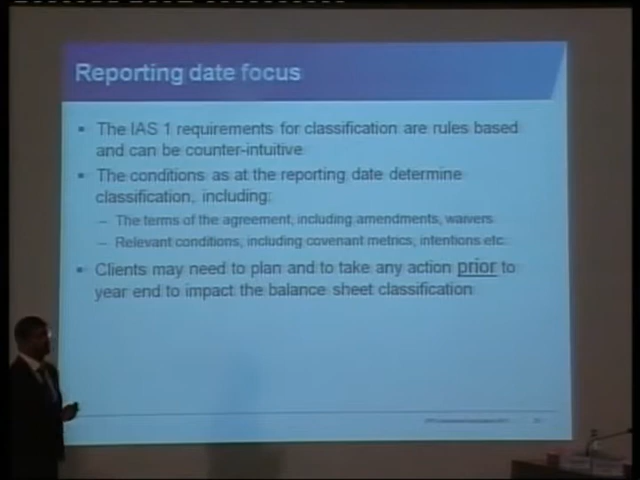 Reporting date focus
▪ The IAS 1 requirements for classification are rules based
and can be counter-intuitive
▪ The conditions as at the reporting date determine
classification, including:
– The terms of the agreement, including amendments, waivers
– Relevant conditions, including covenant metrics, intentions etc.
▪ Clients may need to plan and to take any action prior to
year end to impact the balance sheet classification